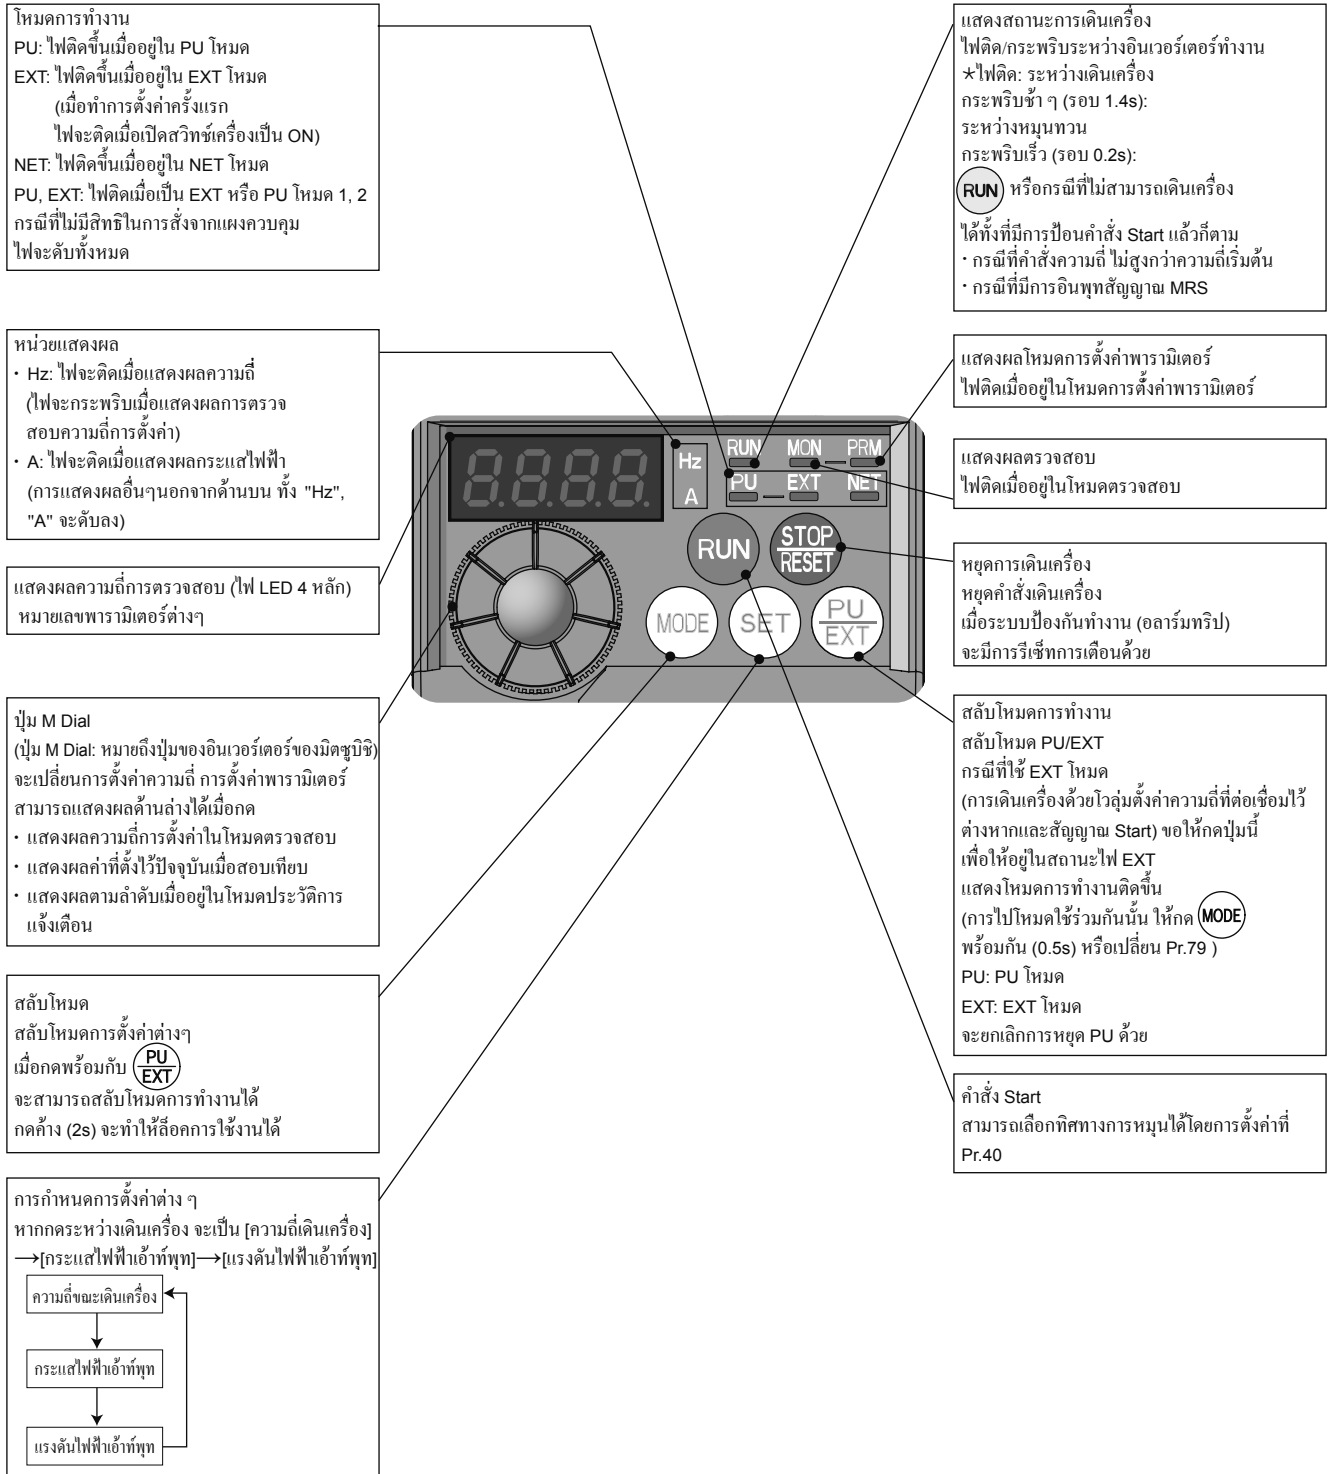 โหมดการทำงาน
PU: ไฟติดขึ้นเมื่ออยู่ใน PU โหมด
EXT: ไฟติดขึ้นเมื่ออยู่ใน EXT โหมด
(เมื่อทำการตั้งค่าครั้งแรก
ไฟจะติดเมื่อเปิดสวิทช์เครื่องเป็น ON)
NET: ไฟติดขึ้นเมื่ออยู่ใน NET โหมด
PU, EXT: ไฟติดเมื่อเป็น EXT หรือ PU โหมด 1, 2
กรณีที่ไม่มีสิทธิในการสั่งจากแผงควบคุม
ไฟจะดับทั้งหมด
หน่วยแสดงผล
・Hz: ไฟจะติดเมื่อแสดงผลความถี่
(ไฟจะกระพริบเมื่อแสดงผลการตรวจ
สอบความถี่การตั้งค่า)
・A: ไฟจะติดเมื่อแสดงผลกระแสไฟฟ้า
(การแสดงผลอื่นๆนอกจากด้านบน ทั้ง "Hz",
"A" จะดับลง)
แสดงผลความถี่การตรวจสอบ (ไฟ LED 4 หลัก)
หมายเลขพารามิเตอร์ต่างๆ
ปุ่ม M Dial
(ปุ่ม M Dial: หมายถึงปุ่มของอินเวอร์เตอร์ของมิตซูบิชิ)
จะเปลี่ยนการตั้งค่าความถี่ การตั้งค่าพารามิเตอร์
สามารถแสดงผลด้านล่างได้เมื่อกด
・แสดงผลความถี่การตั้งค่าในโหมดตรวจสอบ
・แสดงผลค่าที่ตั้งไว้ปัจจุบันเมื่อสอบเทียบ
・แสดงผลตามลำดับเมื่ออยู่ในโหมดประวัติการ
แจ้งเตือน
สลับโหมด
สลับโหมดการตั้งค่าต่างๆ
เมื่อกดพร้อมกับ PU
EXT
จะสามารถสลับโหมดการทำงานได้
กดค้าง (2s) จะทำให้ล็อคการใช้งานได้
การกำหนดการตั้งค่าต่าง ๆ
หากกดระหว่างเดินเครื่อง จะเป็น [ความถี่เดินเครื่อง]
→[กระแสไฟฟ้าเอ้าท์พุท]→[แรงดันไฟฟ้าเอ้าท์พุท]
ความถี่ขณะเดินเครื่อง
กระแสไฟฟ้าเอ้าท์พุท
แรงดันไฟฟ้าเอ้าท์พุท
8.8.8.8.
Hz
A
RUN MON PRM
PU EXT NET
RUN
STOP
RESET
MODE
SET
PU
EXT
แสดงสถานะการเดินเครื่อง
ไฟติด/กระพริบระหว่างอินเวอร์เตอร์ทำงาน
*ไฟติด: ระหว่างเดินเครื่อง
กระพริบช้า ๆ (รอบ 1.4s):
ระหว่างหมุนทวน
กระพริบเร็ว (รอบ 0.2s):
RUN หรือกรณีที่ไม่สามารถเดินเครื่อง
ได้ทั้งที่มีการป้อนคำสั่ง Start แล้วก็ตาม
・กรณีที่คำสั่งความถี่ ไม่สูงกว่าความถี่เริ่มต้น
・กรณีที่มีการอินพุทสัญญาณ MRS
แสดงผลโหมดการตั้งค่าพารามิเตอร์
ไฟติดเมื่ออยู่ในโหมดการตั้งค่าพารามิเตอร์
แสดงผลตรวจสอบ
ไฟติดเมื่ออยู่ในโหมดตรวจสอบ
หยุดการเดินเครื่อง
หยุดคำสั่งเดินเครื่อง
เมื่อระบบป้องกันทำงาน (อลาร์มทริป)
จะมีการรีเซ็ทการเตือนด้วย
สลับโหมดการทำงาน
สลับโหมด PU/EXT
กรณีที่ใช้ EXT โหมด
(การเดินเครื่องด้วยโวลุ่มตั้งค่าความถี่ที่ต่อเชื่อมไว้
ต่างหากและสัญญาณ Start) ขอให้กดปุ่มนี้
เพื่อให้อยู่ในสถานะไฟ EXT
แสดงโหมดการทำงานติดขึ้น
(การไปโหมดใช้ร่วมกันนั้น ให้กด MODE
พร้อมกัน (0.5s) หรือเปลี่ยน Pr.79 )
PU: PU โหมด
EXT: EXT โหมด
จะยกเลิกการหยุด PU ด้วย
คำสั่ง Start
สามารถเลือกทิศทางการหมุนได้โดยการตั้งค่าที่
Pr.40